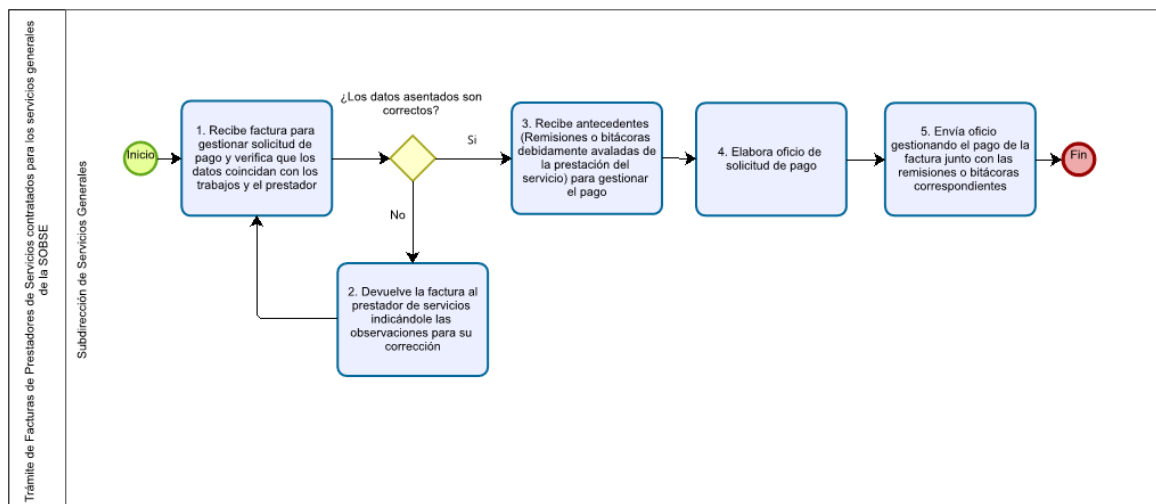 Trámite de Facturas de Prestadores de Servicios contratados para los servicios generales
de la SOBSE
Subdirección de Servicios Generales
Inicio
1. Recibe factura para
gestionar solicitud de
pago y verifica que los
datos coincidan con los
trabajos y el prestador
¿Los datos asentados son
correctos?
Si
No
2. Devuelve la factura al
prestador de servicios
indicándole las
observaciones para su
corrección
3. Recibe antecedentes
(Remisiones o bitácoras
debidamente avaladas de
la prestación del
servicio) para gestionar
el pago
4. Elabora oficio de
solicitud de pago
5. Envía oficio
gestionando el pago de la
factura junto con las
remisiones o bitácoras
correspondientes
Fin